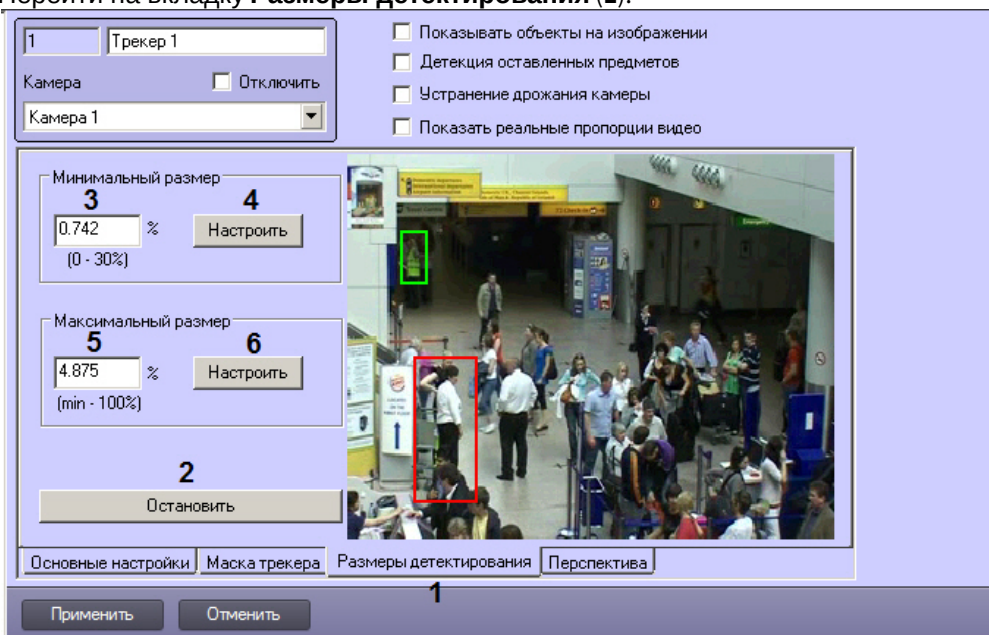 Перейти на вкладку Размеры детектирования (1).
1 Трекер 1
Камера Отключить
Камера 1
Показывать объекты на изображении
Детекция оставленных предметов
Устранение дрожания камеры
Показать реальные пропорции видео
Минимальный размер
3 4
0.742 % Настроить
(0 - 30%)
Максимальный размер
5 6
4.875 % Настроить
(min - 100%)
2
Остановить
Основные настройки Маска трекера Размеры детектирования Перспектива
1
Применить Отменить